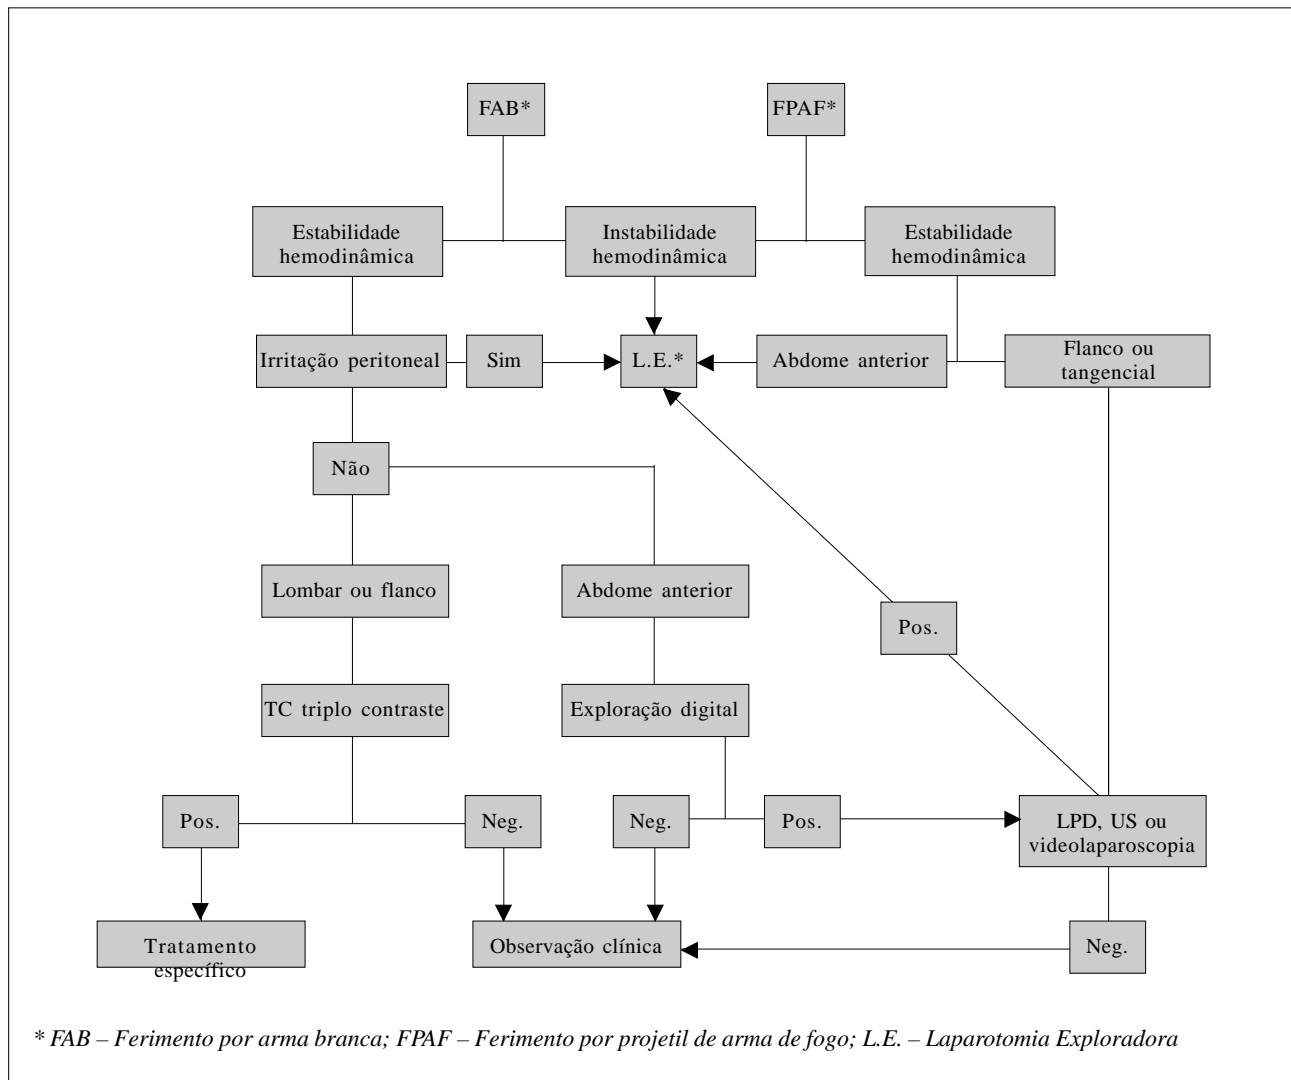 FAB*
FPAF*
Estabilidade
hemodinâmica
Instabilidade
hemodinâmica
Estabilidade
hemodinâmica
Irritação peritoneal
Sim
L.E.*
Abdome anterior
Flanco ou
tangencial
Não
Lombar ou flanco
Abdome anterior
Pos.
TC triplo contraste
Exploração digital
Pos.
Neg.
Neg.
Pos.
LPD, US ou
videolaparoscopia
Tratamento
específico
Observação clínica
Neg.
* FAB – Ferimento por arma branca; FPAF – Ferimento por projetil de arma de fogo; L.E. – Laparotomia Exploradora